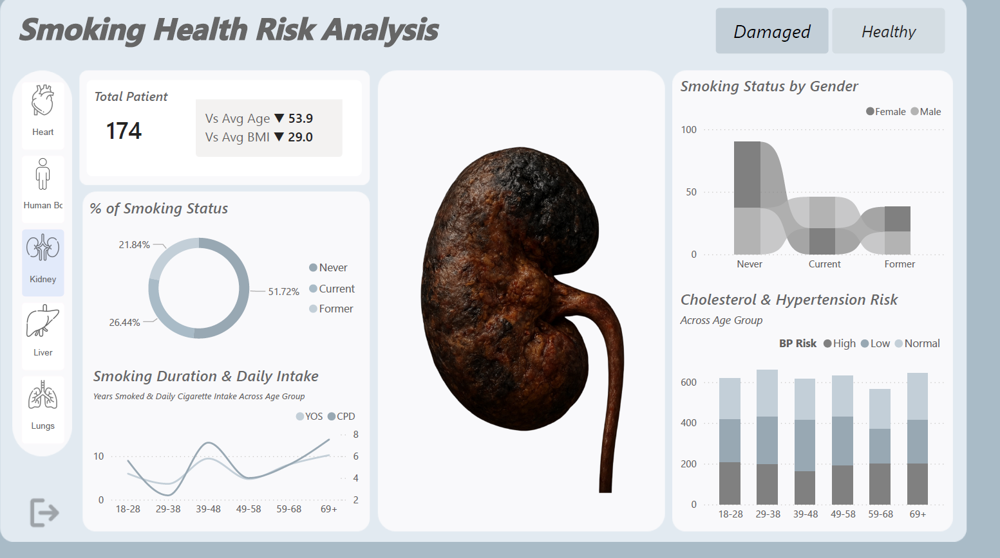 Smoking Health Risk Analysis
Damaged
Healthy
Heart
Human Bo
Kidney
Liver
Lungs
Total Patient
174
Vs Avg Age ▼ 53.9
Vs Avg BMI ▼ 29.0
% of Smoking Status
21.84%
51.72%
26.44%
Never
Current
Former
Smoking Duration & Daily Intake
Years Smoked & Daily Cigarette Intake Across Age Group
YOS CPD
10
0
8
6
4
2
18-28 29-38 39-48 49-58 59-68 69+
Smoking Status by Gender
Female Male
100
50
0
Never Current Former
Cholesterol & Hypertension Risk
Across Age Group
BP Risk High Low Normal
600
400
200
0
18-28 29-38 39-48 49-58 59-68 69+